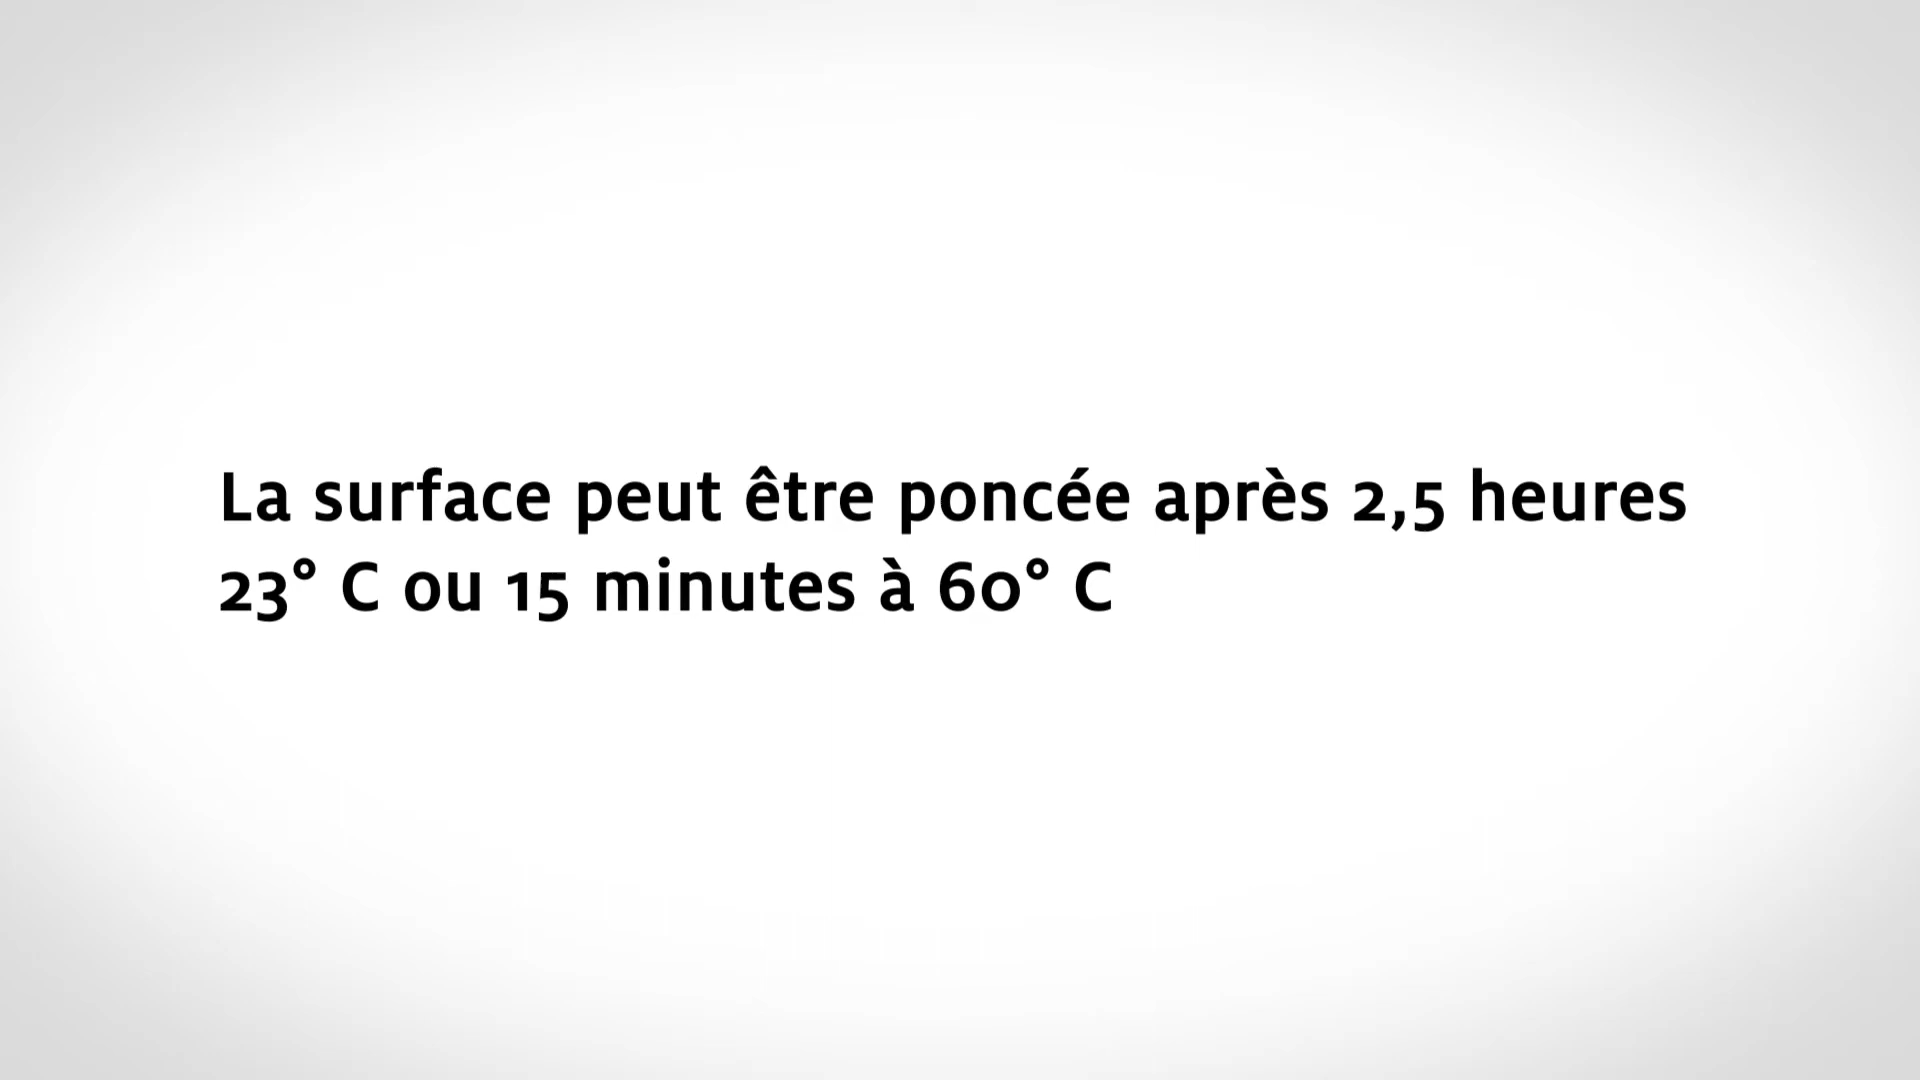 La surface peut être poncée après 2,5 heures
23° C ou 15 minutes à 60° C